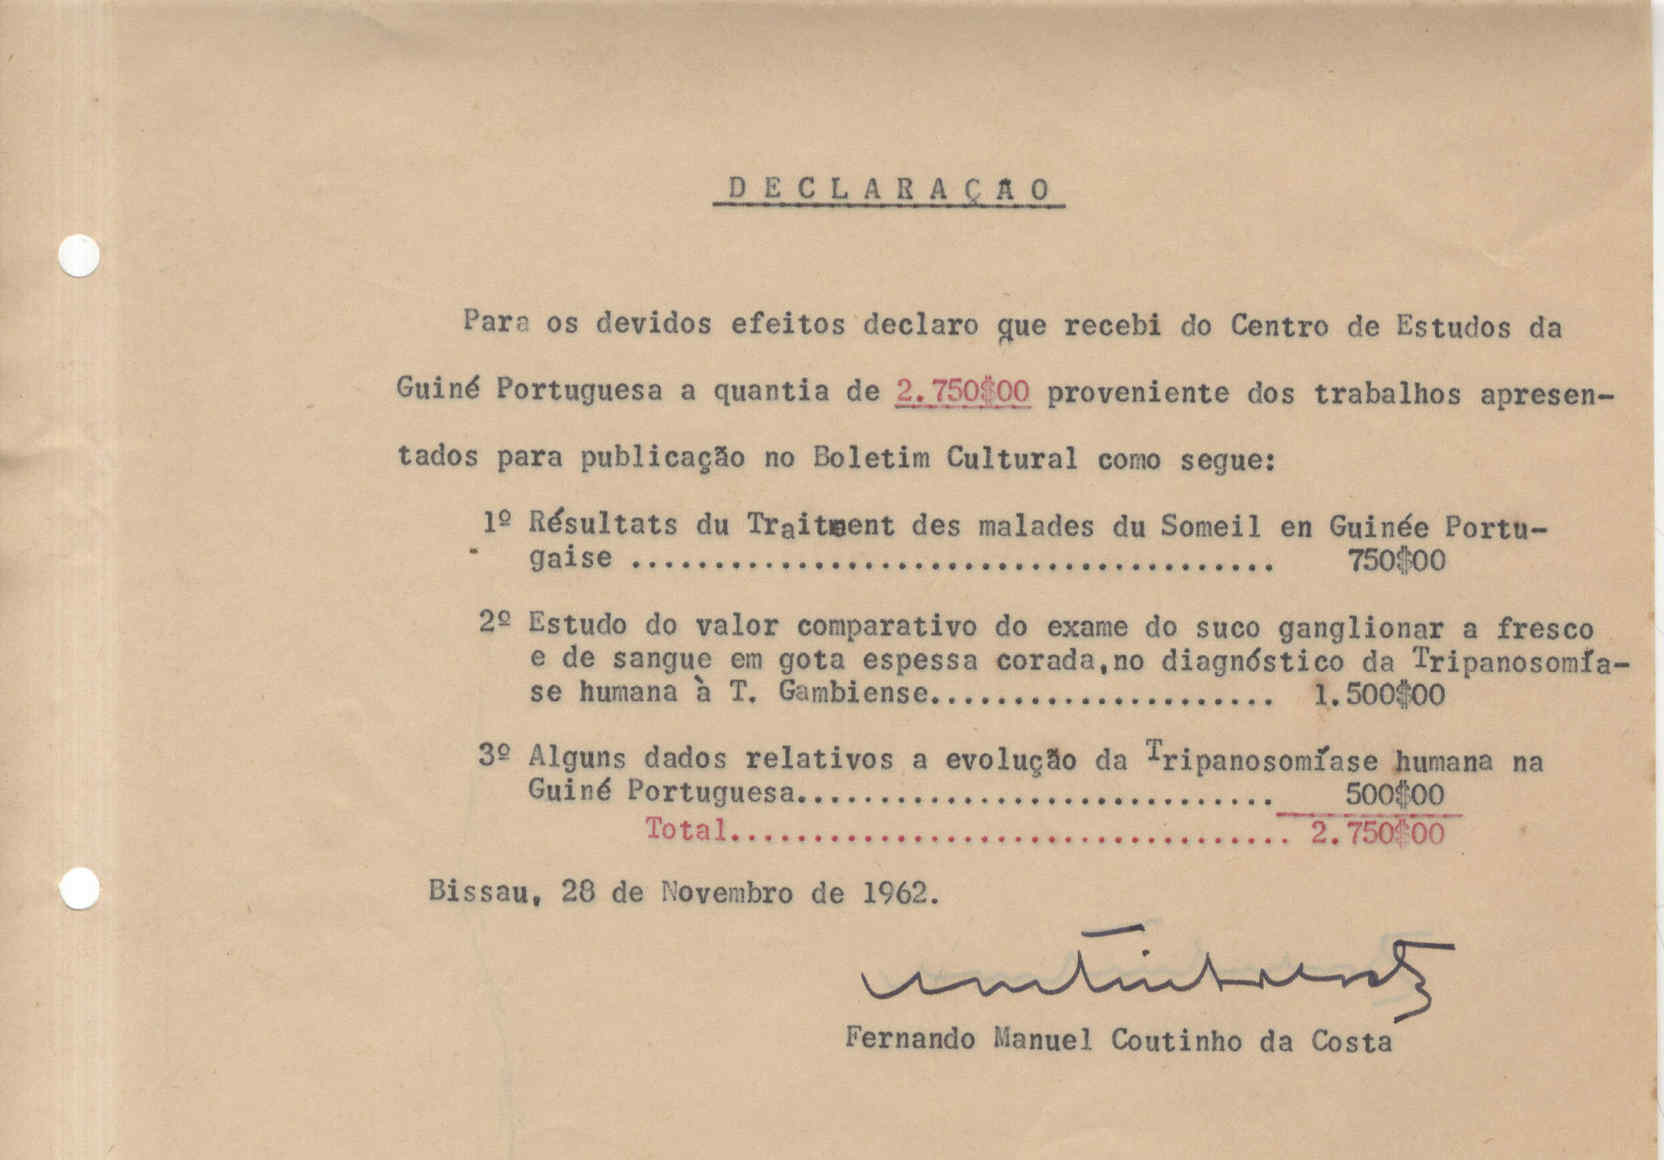 DECLARAÇÃO
Para os devidos efeitos declaro que recebi do Centro de Estudos da
Guiné Portuguesa a quantia de 2.750$00 proveniente dos trabalhos apresen-
tados para publicação no Boletim Cultural como segue:
1º Résultats du Traitment des malades du Someil en Guinée Portu-
gaise ....................................... 750$00
2º Estudo do valor comparativo do exame do suco ganglionar a fresco
e de sangue em gota espessa corada,no diagnóstico da Tripanosomía-
se humana à T. Gambiense..................... 1.500$00
3º Alguns dados relativos a evolução da Tripanosomíase humana na
Guiné Portuguesa............................. 500$00
Total.................................. 2.750$00
Bissau, 28 de Novembro de 1962.
Fernando Manuel Coutinho da Costa